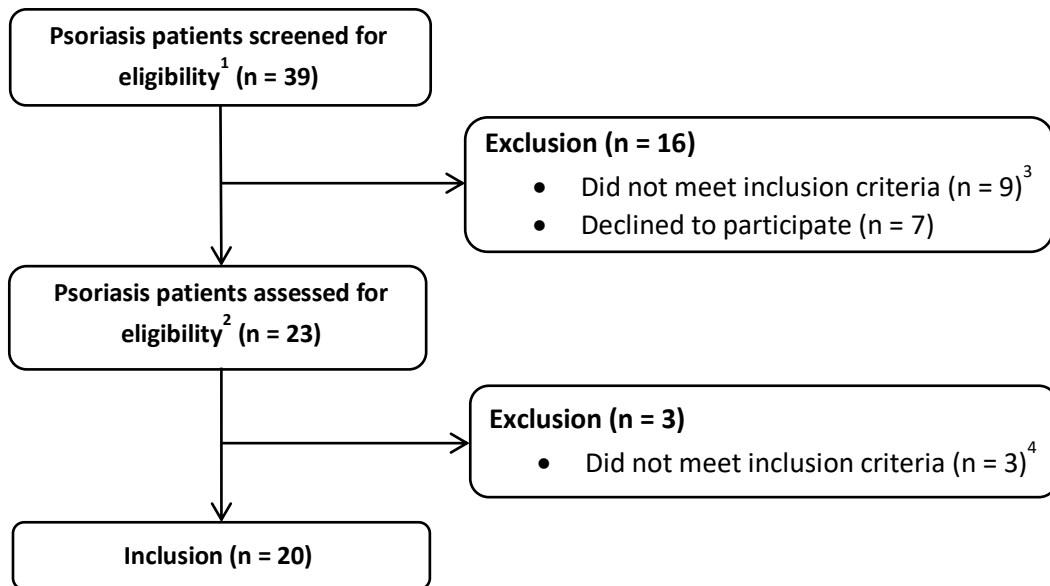 Psoriasis patients screened for
eligibility¹ (n = 39)
Exclusion (n = 16)
• Did not meet inclusion criteria (n = 9)³
• Declined to participate (n = 7)
Psoriasis patients assessed for
eligibility² (n = 23)
Exclusion (n = 3)
• Did not meet inclusion criteria (n = 3)⁴
Inclusion (n = 20)